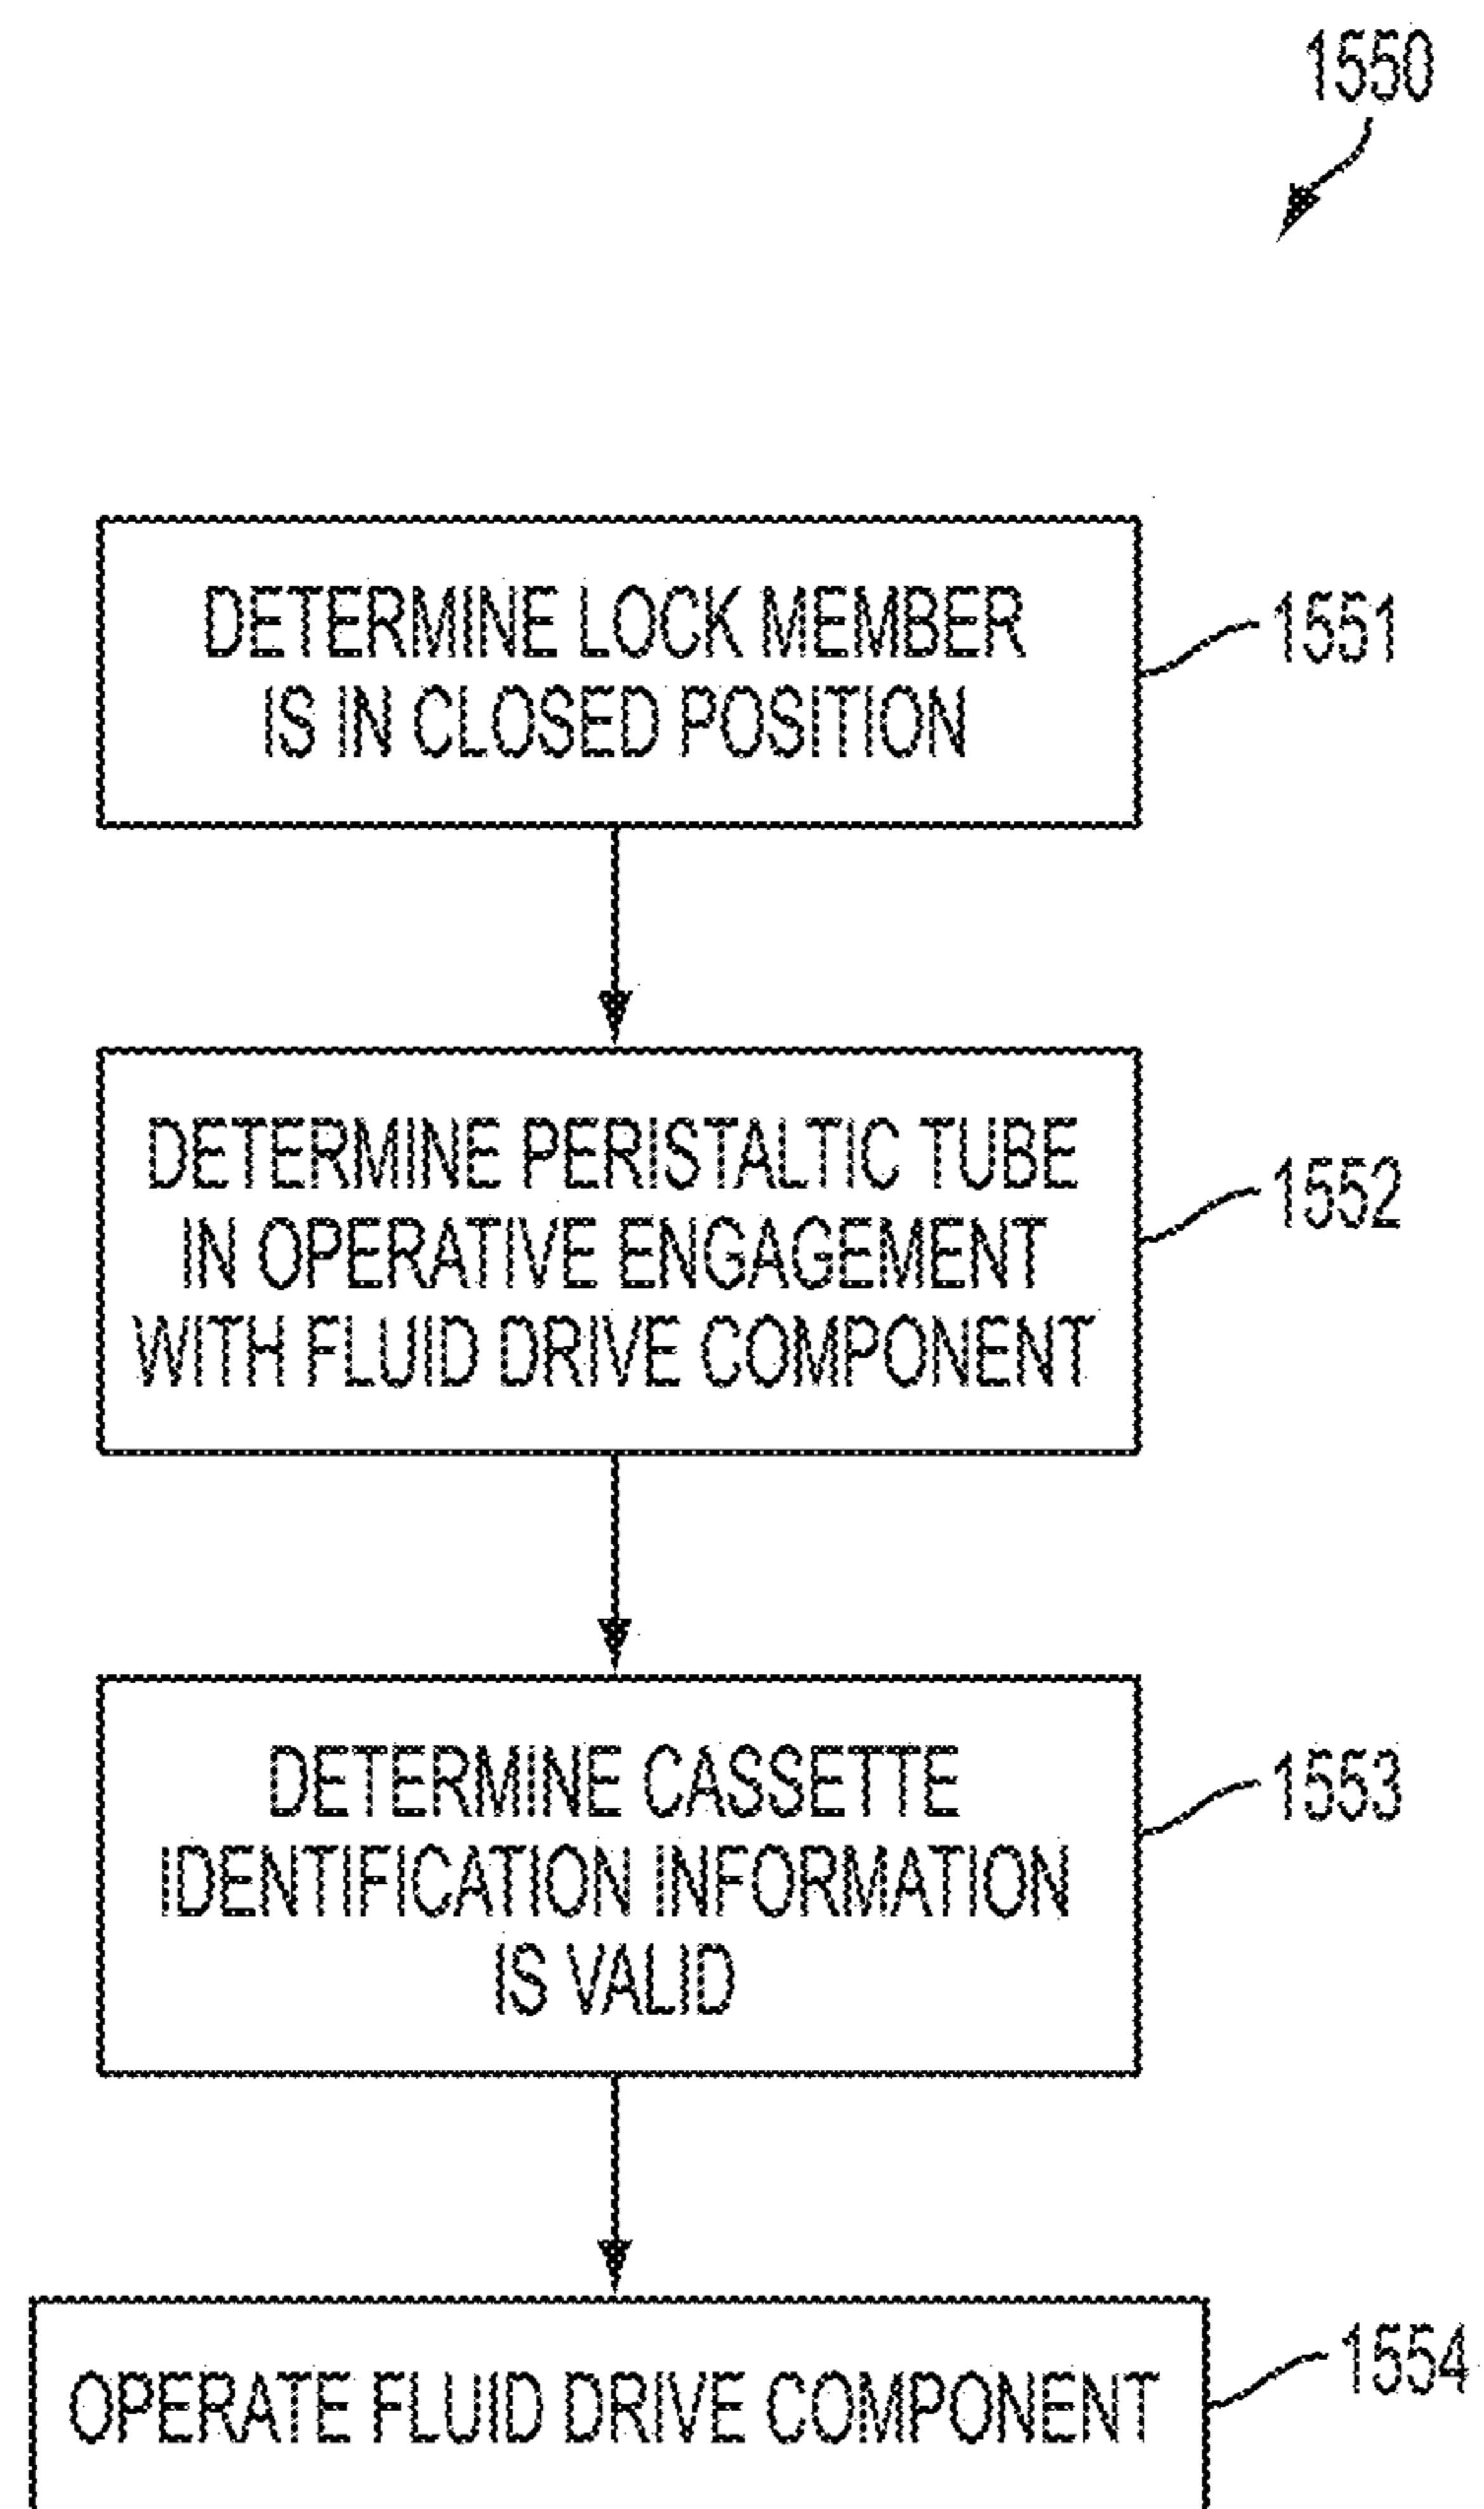 1550
DETERMINE LOCK MEMBER
IS IN CLOSED POSITION
1551
DETERMINE PERISTALTIC TUBE
IN OPERATIVE ENGAGEMENT
WITH FLUID DRIVE COMPONENT
1552
DETERMINE CASSETTE
IDENTIFICATION INFORMATION
IS VALID
1553
OPERATE FLUID DRIVE COMPONENT
1554